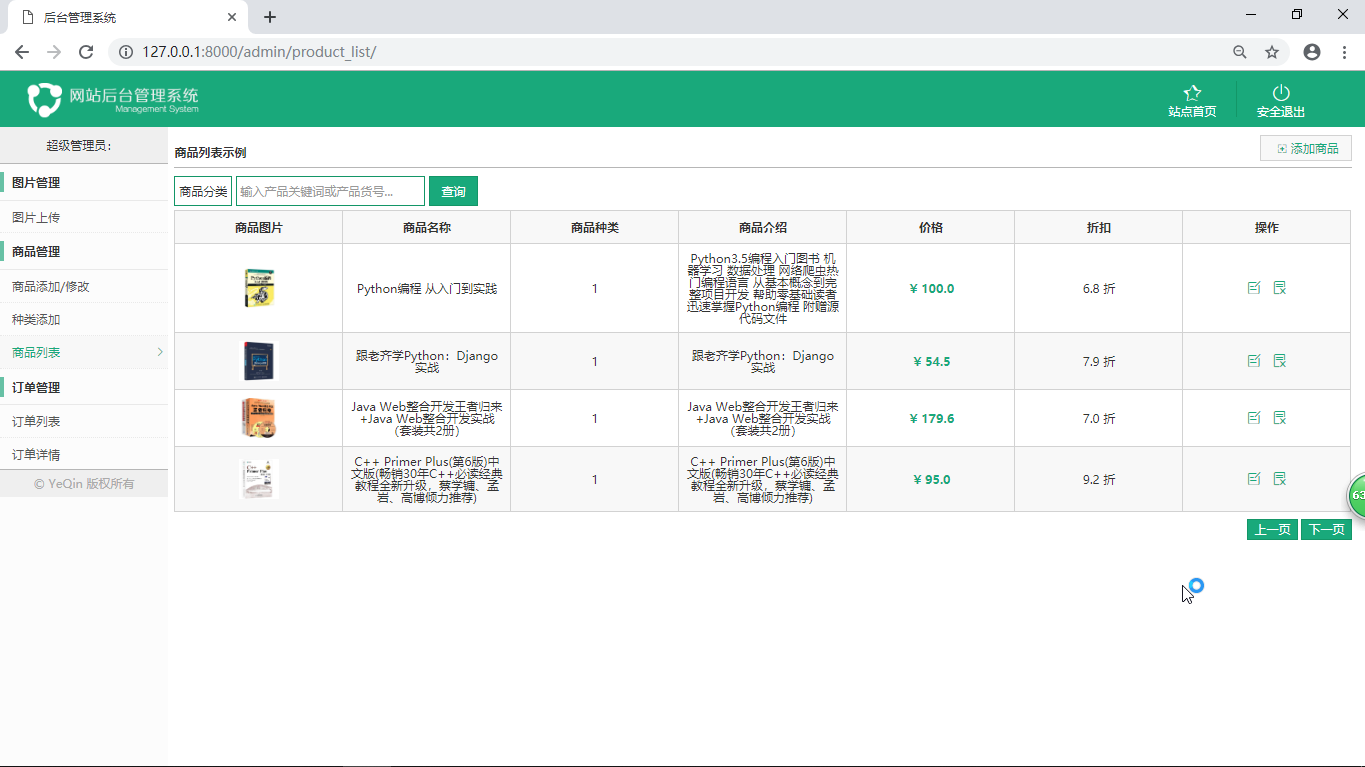 后台管理系统
127.0.0.1:8000/admin/product_list/
网站后台管理系统
Management System
站点首页
安全退出
超级管理员：
图片管理
图片上传
商品管理
商品添加/修改
种类添加
商品列表
订单管理
订单列表
订单详情
© YeQin 版权所有
商品列表示例
添加商品
商品分类
输入产品关键词或产品货号...
查询
商品图片 商品名称 商品种类 商品介绍 价格 折扣 操作
Python编程 从入门到实践
1
Python3.5编程入门图书 机
器学习 数据处理 网络爬虫热
门编程语言 从基本概念到完
整项目开发 帮助零基础读者
迅速掌握Python编程 附赠源
代码文件
¥ 100.0
6.8 折
跟老齐学Python：Django
实战
1
跟老齐学Python：Django
实战
¥ 54.5
7.9 折
Java Web整合开发王者归来
+Java Web整合开发实战
(套装共2册)
1
Java Web整合开发王者归来
+Java Web整合开发实战
(套装共2册)
¥ 179.6
7.0 折
C++ Primer Plus(第6版)中
文版(畅销30年C++必读经典
教程全新升级，蔡学镛、孟
岩、高博倾力推荐)
1
C++ Primer Plus(第6版)中
文版(畅销30年C++必读经典
教程全新升级，蔡学镛、孟
岩、高博倾力推荐)
¥ 95.0
9.2 折
63
上一页 下一页